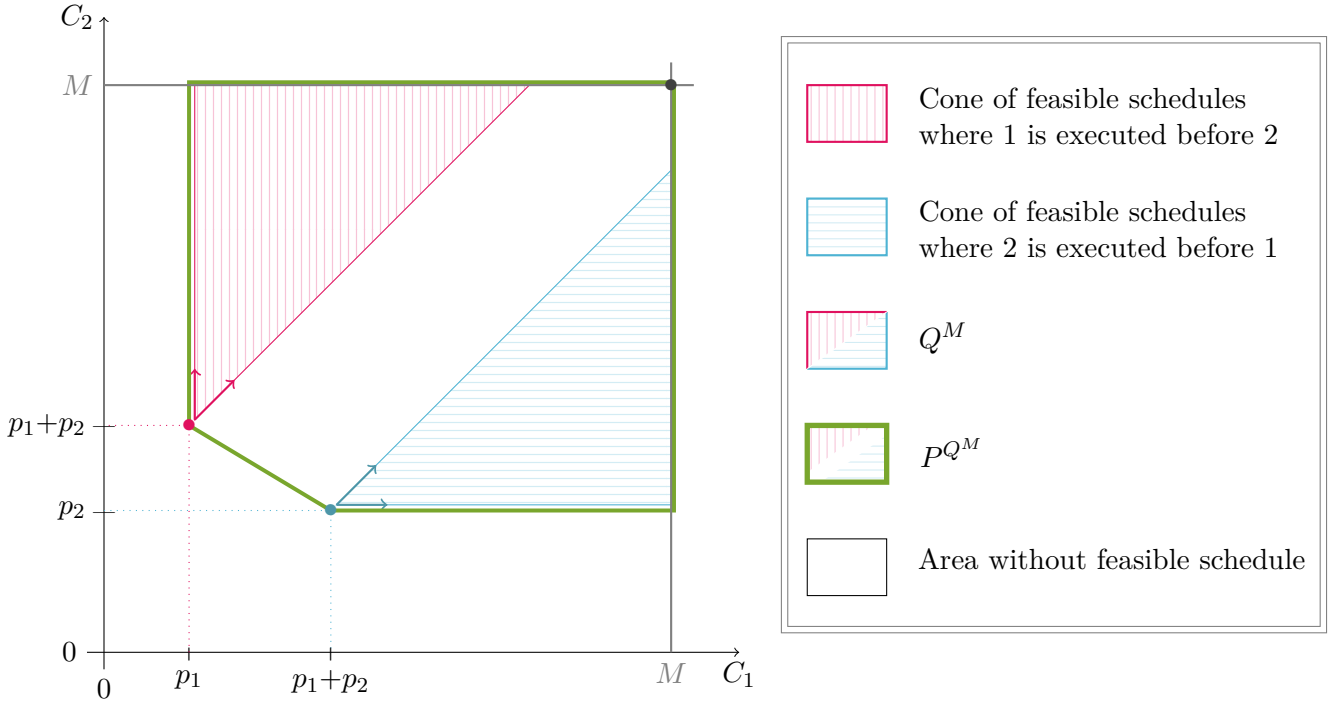 C₂
M
p₁+p₂
p₂
0
0
p₁
p₁+p₂
M
C₁
Cone of feasible schedules
where 1 is executed before 2
Cone of feasible schedules
where 2 is executed before 1
Q^M
P^{Q^M}
Area without feasible schedule